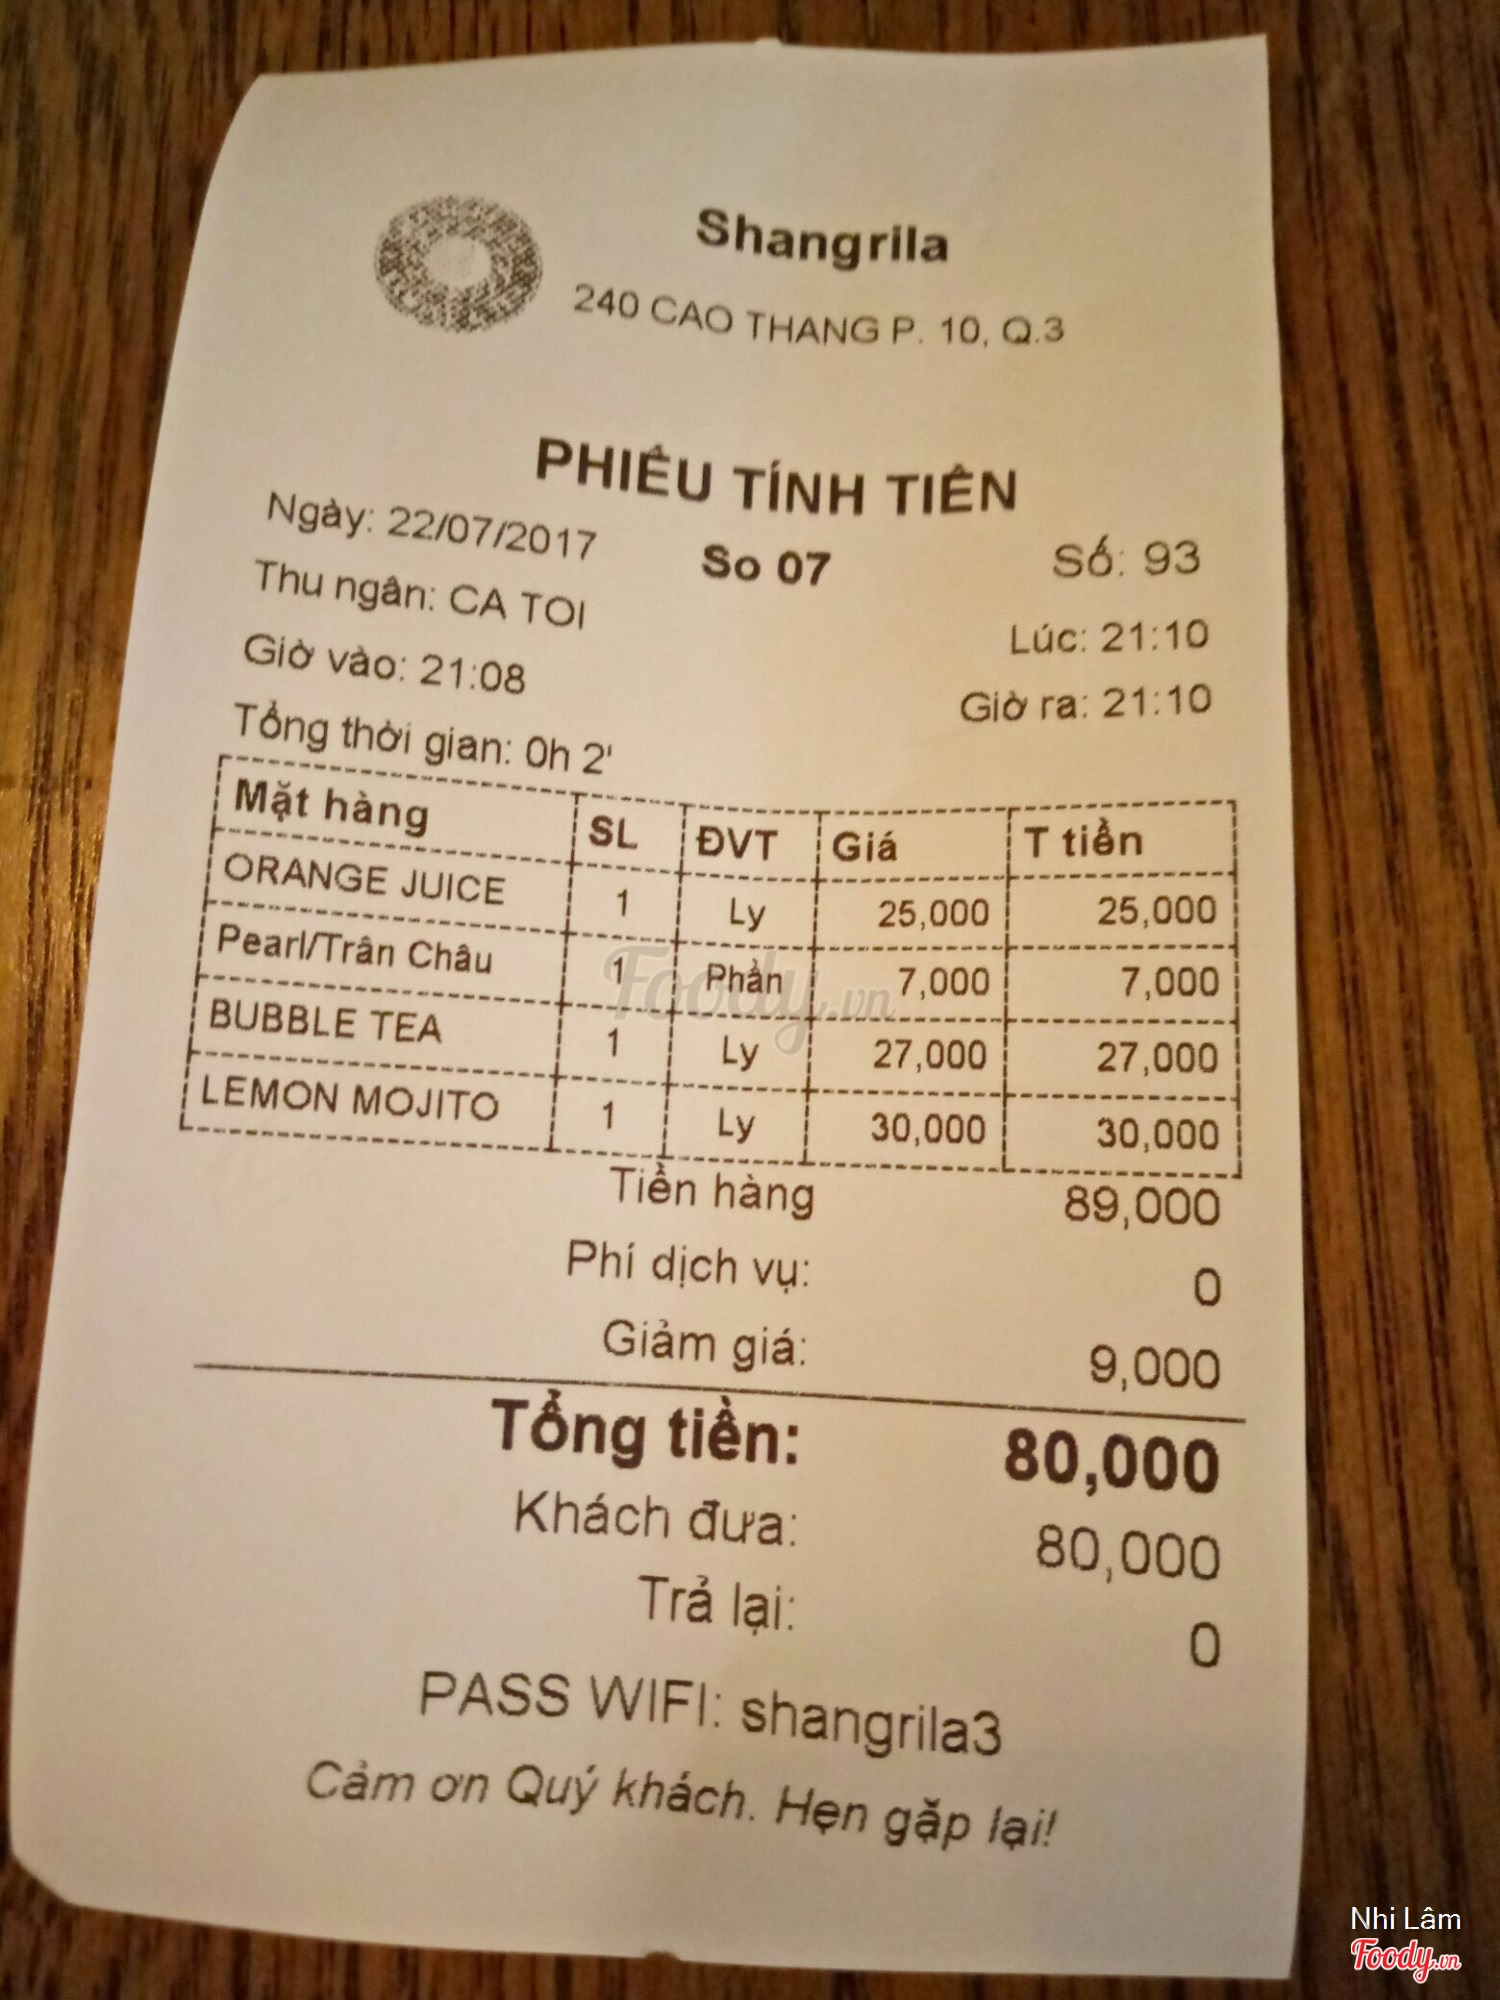 Shangrila
240 CAO THANG P. 10, Q.3
PHIẾU TÍNH TIỀN
Ngày: 22/07/2017 So 07 Số: 93
Thu ngân: CA TOI Lúc: 21:10
Giờ vào: 21:08 Giờ ra: 21:10
Tổng thời gian: 0h 2'
Mặt hàng SL ĐVT Giá T tiền
ORANGE JUICE 1 Ly 25,000 25,000
Pearl/Trân Châu 1 Phần 7,000 7,000
BUBBLE TEA 1 Ly 27,000 27,000
LEMON MOJITO 1 Ly 30,000 30,000
Tiền hàng 89,000
Phí dịch vụ: 0
Giảm giá: 9,000
Tổng tiền: 80,000
Khách đưa: 80,000
Trả lại: 0
PASS WIFI: shangrila3
Cảm ơn Quý khách. Hẹn gặp lại!
Foody.vn
Nhi Lâm
Foody.vn